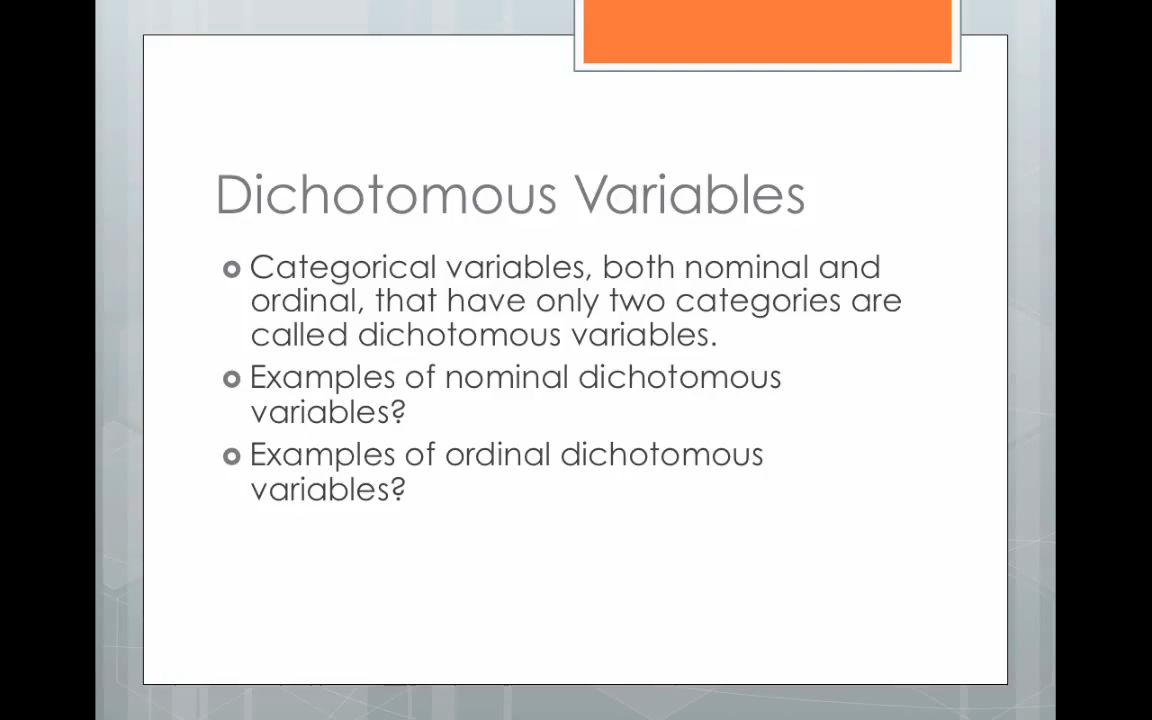 Dichotomous Variables
Categorical variables, both nominal and
ordinal, that have only two categories are
called dichotomous variables.
Examples of nominal dichotomous
variables?
Examples of ordinal dichotomous
variables?